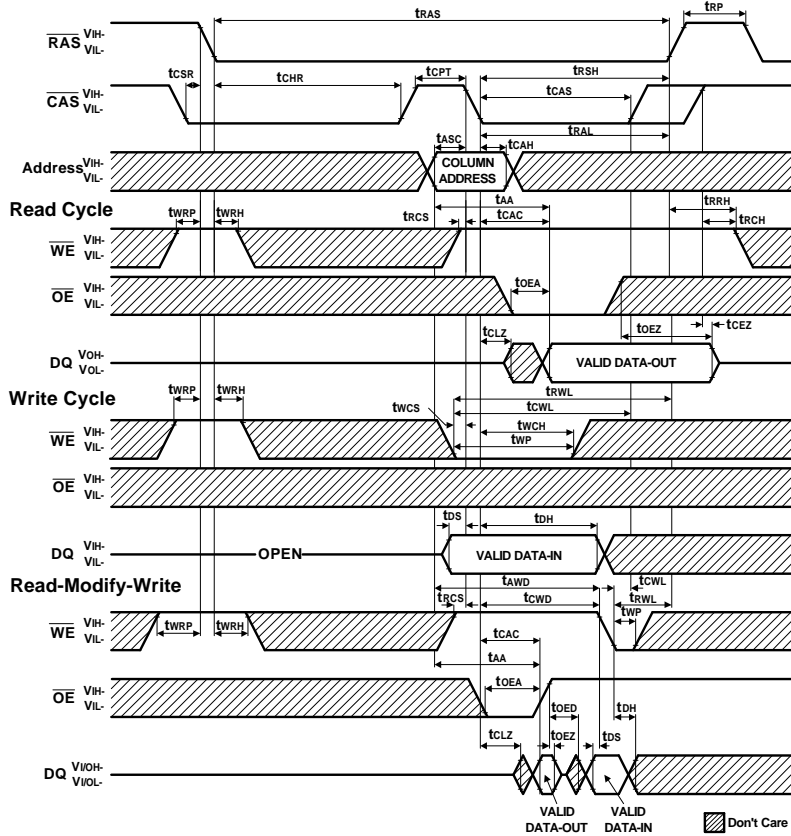 tRAS
tRP
RAS VIH-
VIL-
tCSR
tCHR
tCPT
tRSH
tCAS
CAS VIH-
VIL-
tASC
tCAH
tRAL
Address VIH-
VIL-
COLUMN
ADDRESS
Read Cycle
tWRP
tWRH
tRCS
tAA
tCAC
tRRH
tRCH
WE VIH-
VIL-
OE VIH-
VIL-
tOEA
tCLZ
tOEZ
tCEZ
DQ VOH-
VOL-
VALID DATA-OUT
Write Cycle
tWRP
tWRH
tWCS
tRWL
tCWL
tWCH
tWP
WE VIH-
VIL-
OE VIH-
VIL-
tDS
tDH
DQ VIH-
VIL-
OPEN
VALID DATA-IN
Read-Modify-Write
tAWD
tCWL
tRCS
tCWD
tRWL
tWP
WE VIH-
VIL-
tWRP
tWRH
tCAC
tAA
OE VIH-
VIL-
tOEA
tOED
tDH
tCLZ
tOEZ
tDS
DQ VI/OH-
VI/OL-
VALID
DATA-OUT
VALID
DATA-IN
Don't Care